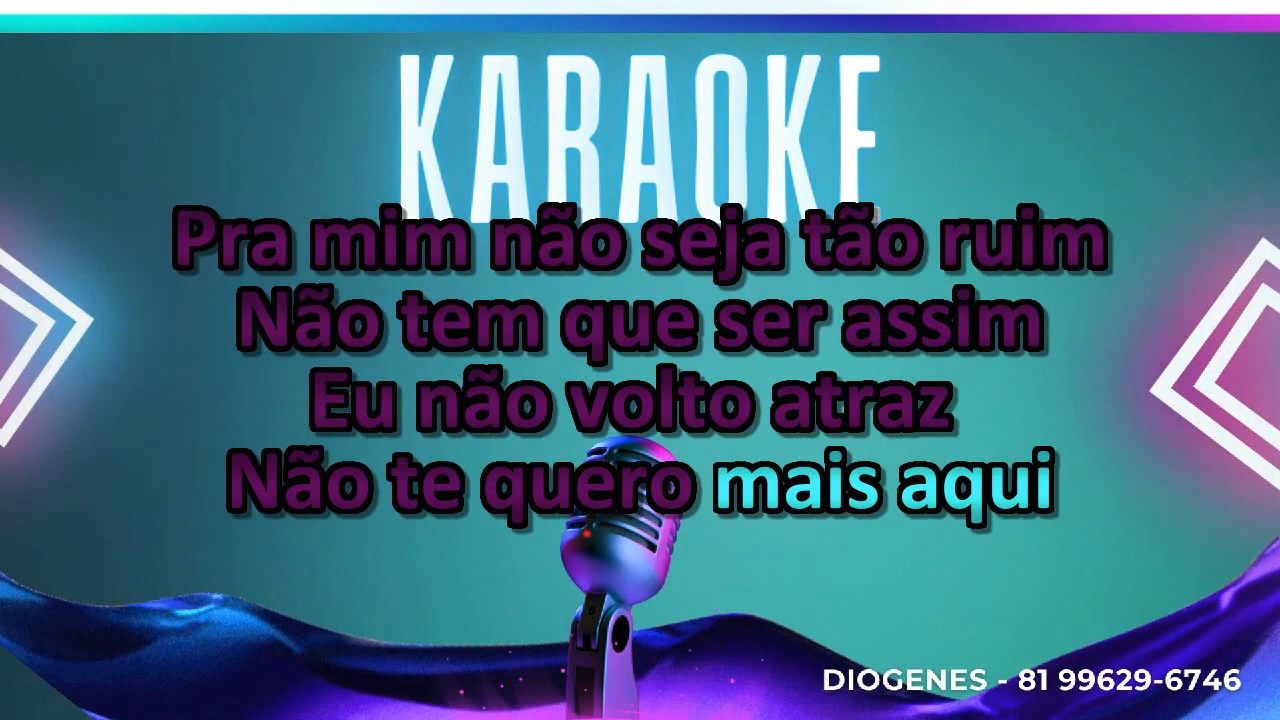 KARAOKE
Pra mim não seja tão ruim
Não tem que ser assim
Eu não volto atraz
Não te quero mais aqui
DIOGENES - 81 99629-6746